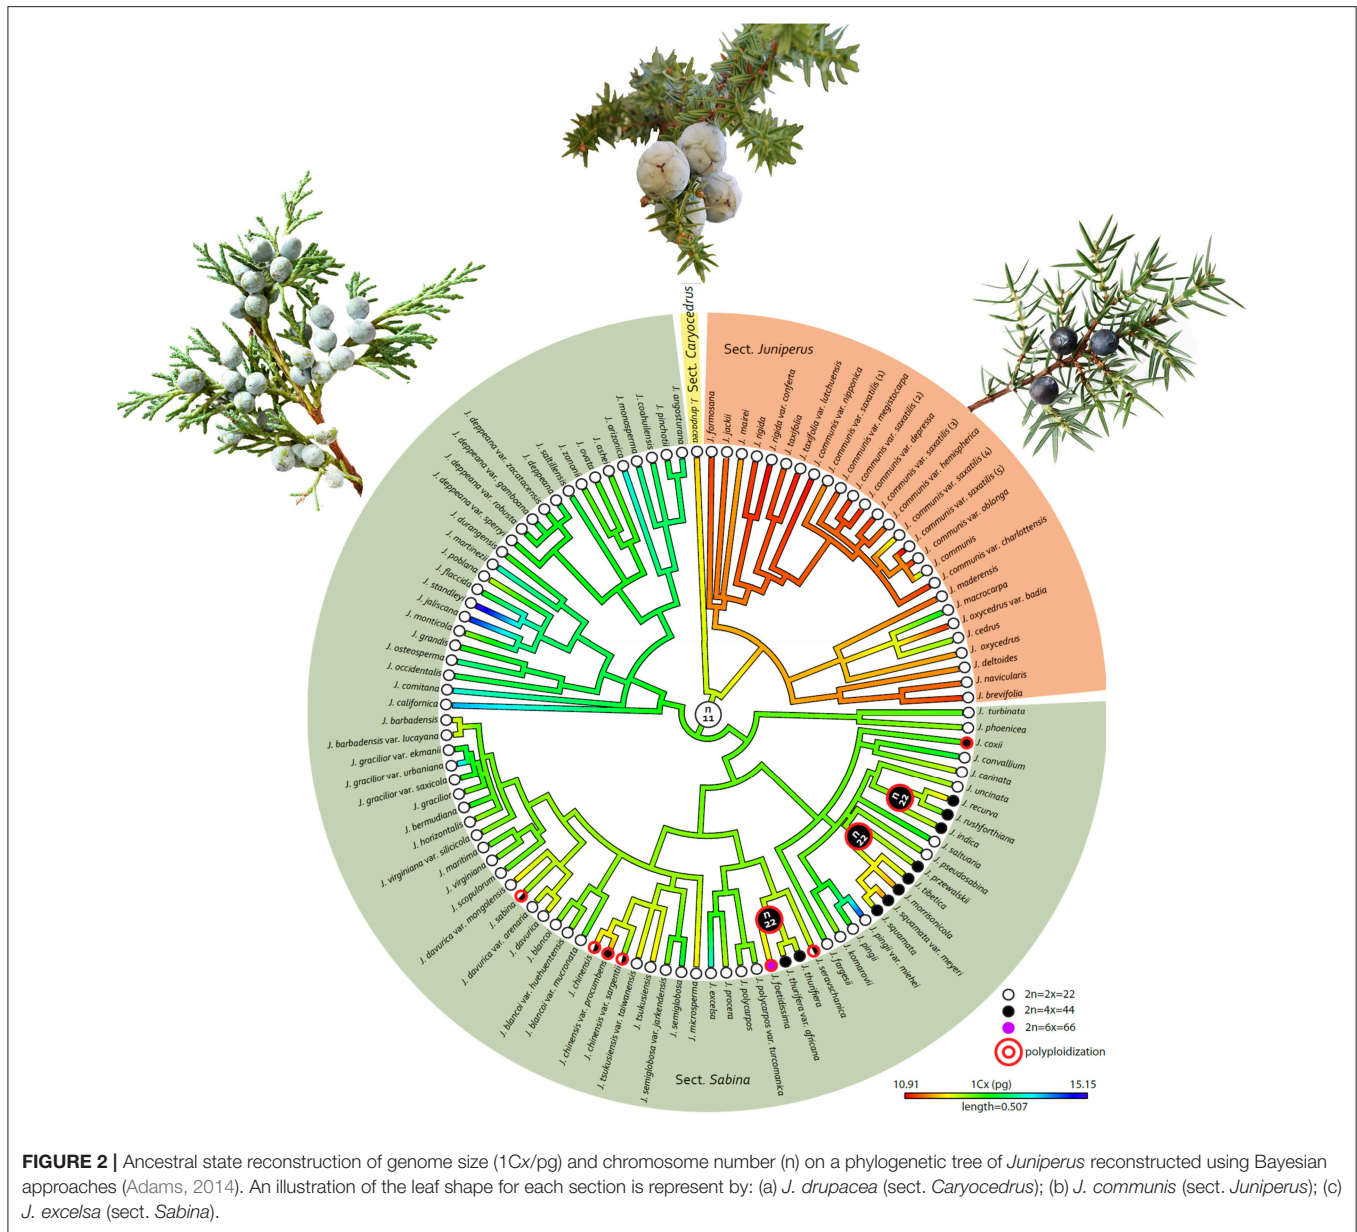 Sect. Caryocedrus
Sect. Juniperus
J. drupacee
J. formosana
J. jackii
J. mairei
J. rigida
J. rigida var. conferta
J. taxifolia
J. taxifolia var. lutchuensis
J. communis var. nipponica
J. communis var. saxatilis (1)
J. communis var. megistocarpa
J. communis var. saxatilis (2)
J. communis var. depressa
J. communis var. saxatilis (3)
J. communis var. hemispherica
J. communis var. saxatilis (4)
J. communis var. saxatilis (5)
J. communis var. oblonga
J. communis
J. communis var. charlottensis
J. maderensis
J. macrocarpa
J. oxycedrus var. badia
J. cedrus
J. oxycedrus
J. deltoides
J. navicularis
J. brevifolia
J. turbinata
J. phoenicea
J. coxii
J. convallium
J. carinata
J. uncinata
J. recurva
J. rushforthiana
J. indica
J. saltuaria
J. pseudosabina
J. przewalskii
J. tibetica
J. morrisonicola
J. squamata var. meyeri
J. squamata
J. pingii var. miehei
J. pingii
J. komarovii
J. fargesii
J. seravschanica
J. thurifera
J. thurifera var. africana
J. foetidissima
J. polycarpos var. turcomanica
J. polycarpos
J. procera
J. excelsa
J. microsperma
J. semiglobosa
J. semiglobosa var. jarkendensis
J. tsukusiensis
J. tsukusiensis var. taiwanensis
J. chinensis var. sargentii
J. chinensis var. procumbens
J. chinensis
J. blancoi var. mucronata
J. blancoi var. huehuentensis
J. blancoi
J. davurica
J. davurica var. arenaria
J. sabina
J. davurica var. mongolensis
J. scopulorum
J. virginiana
J. maritima
J. virginiana var. silicicola
J. horizontalis
J. bermudiana
J. gracilior
J. gracilior var. saxicola
J. gracilior var. urbaniana
J. gracilior var. ekmanii
J. barbadensis var. lucayana
J. barbadensis
J. californica
J. comitana
J. occidentalis
J. osteosperma
J. grandis
J. monticola
J. jaliscana
J. standleyi
J. flaccida
J. poblana
J. martinezii
J. durangensis
J. deppeana var. sperryi
J. deppeana var. robusta
J. deppeana var. gamboana
J. deppeana var. zacatacensis
J. deppeana
J. saltillensis
J. zanonii
J. ovata
J. ashei
J. arizonica
J. monosperma
J. coahuilensis
J. pinchotii
J. angosturana
n
11
n
22
n
22
n
22
Sect. Sabina
2n=2x=22
2n=4x=44
2n=6x=66
polyploidization
10.91 1Cx (pg) 15.15
length=0.507
FIGURE 2 | Ancestral state reconstruction of genome size (1Cx/pg) and chromosome number (n) on a phylogenetic tree of Juniperus reconstructed using Bayesian
approaches (Adams, 2014). An illustration of the leaf shape for each section is represent by: (a) J. drupacea (sect. Caryocedrus); (b) J. communis (sect. Juniperus); (c)
J. excelsa (sect. Sabina).